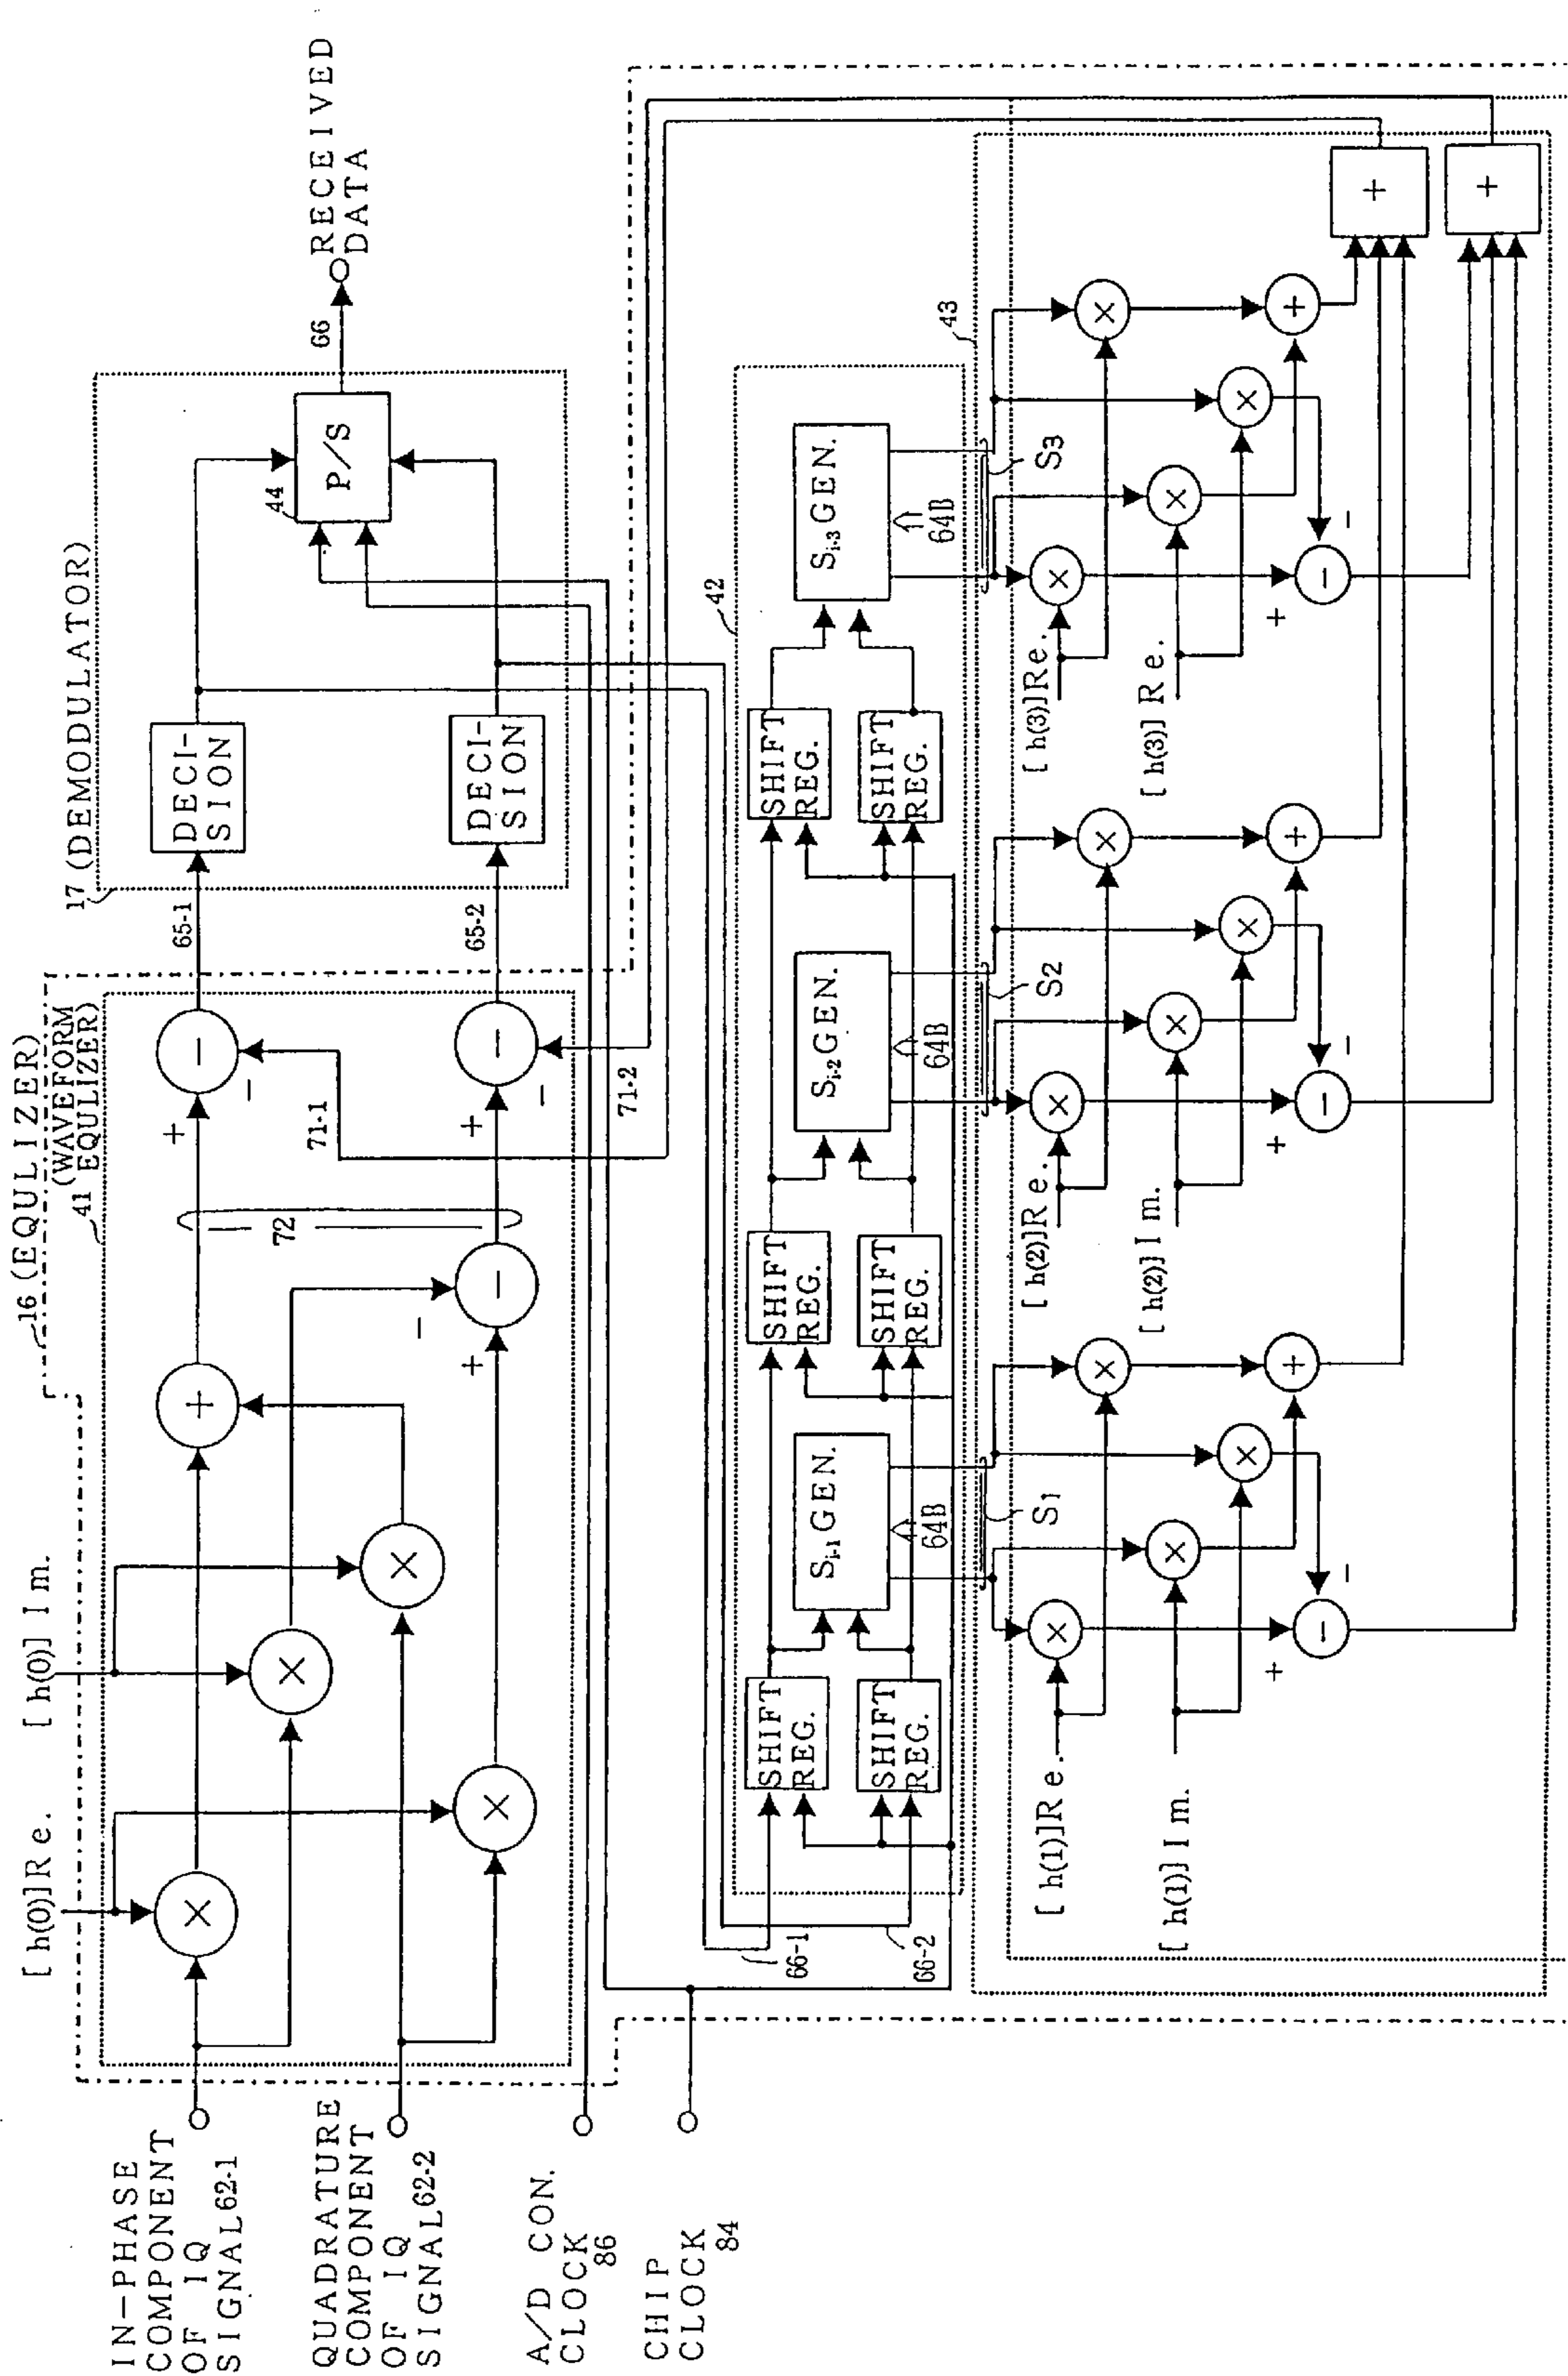 16 (EQULIZER)
(WAVEFORM
41 EQULIZER)
17 (DEMODULATOR)
[h(0)]Re.
[h(0)] Im.
IN-PHASE
COMPONENT
OF IQ
SIGNAL 62-1
QUADRATURE
COMPONENT
OF IQ
SIGNAL 62-2
A/D CON.
CLOCK
86
CHIP
CLOCK
84
×
×
×
×
+
-
-
+
72
-
+
-
-
+
-
71-1
71-2
65-1
65-2
DECI-
SION
DECI-
SION
44
P/S
66
RECEIVED
DATA
42
66-1
66-2
SHIFT
REG.
SHIFT
REG.
Si-1 GEN.
64B
S1
SHIFT
REG.
SHIFT
REG.
Si-2 GEN.
64B
S2
SHIFT
REG.
SHIFT
REG.
Si-3 GEN.
64B
S3
43
[h(1)]Re.
[h(1)] Im.
×
×
×
×
+
-
+
-
[h(2)]Re.
[h(2)] Im.
×
×
×
×
+
-
+
-
[h(3)]Re.
[h(3)] Re.
×
×
×
×
+
-
+
-
+
+